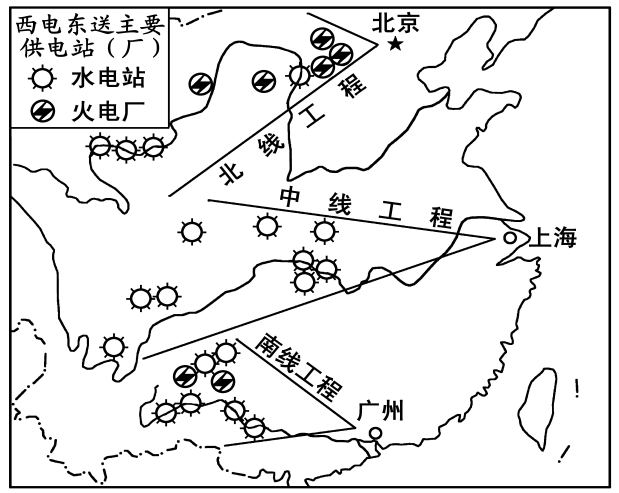 西电东送主要
供电站（厂）
水电站
火电厂
北京
北线工程
中线工程
上海
南线工程
广州